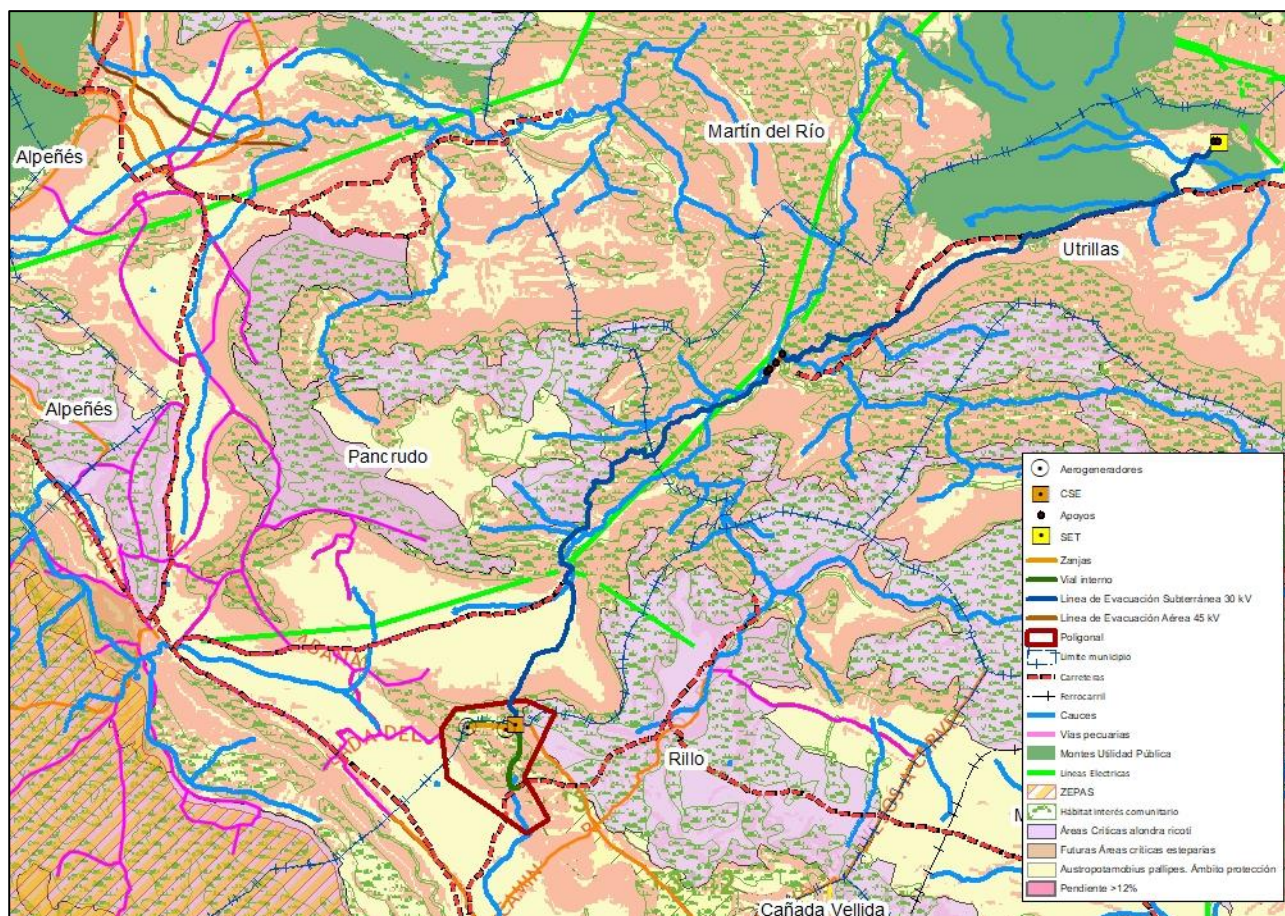 Martín del Río
Alpeñés
Utrillas
Alpeñés
Pancrudo
Rillo
Cañada Vellida
ADA DEL
Aerogeneradores
CSE
Apoyos
SET
Zanjas
Vial interno
Línea de Evacuación Subterránea 30 kV
Línea de Evacuación Aérea 45 kV
Poligonal
Límite municipio
Carreteras
Ferrocarril
Cauces
Vías pecuarias
Montes Utilidad Pública
Líneas Electricas
ZEPAS
Hábitat interés comunitario
Áreas Críticas alondra ricotí
Futuras Áreas críticas esteparias
Austropotamobius pallipes. Ámbito protección
Pendiente >12%